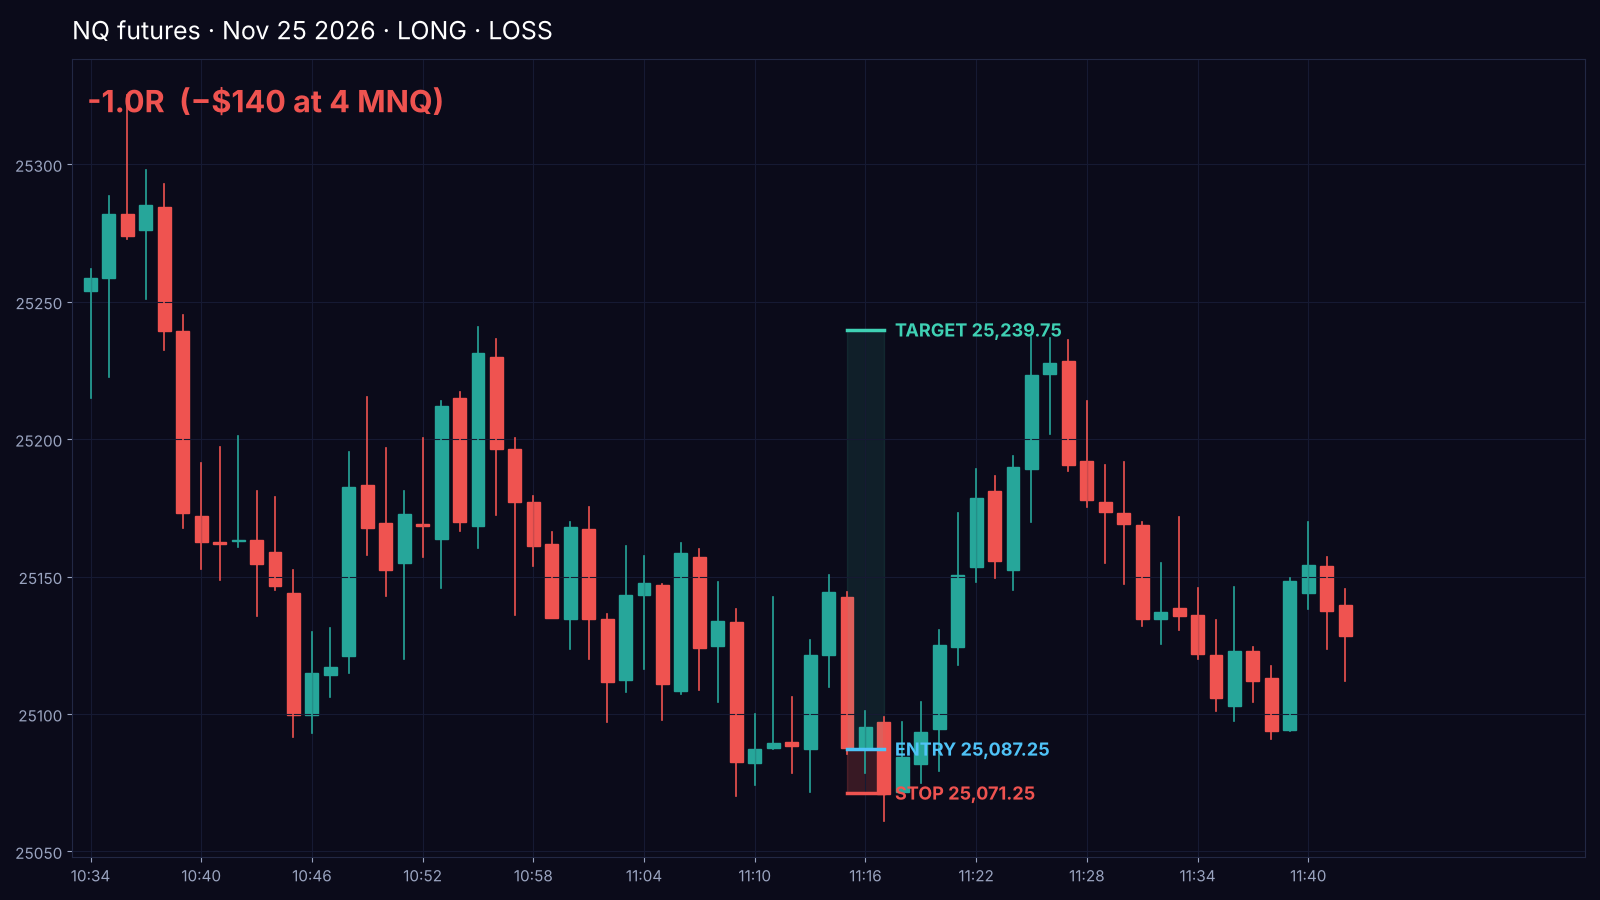 NQ futures · Nov 25 2026 · LONG · LOSS
-1.0R (−$140 at 4 MNQ)
25300
25250
TARGET 25,239.75
25200
25150
25100
ENTRY 25,087.25
STOP 25,071.25
25050
10:34 10:40 10:46 10:52 10:58 11:04 11:10 11:16 11:22 11:28 11:34 11:40